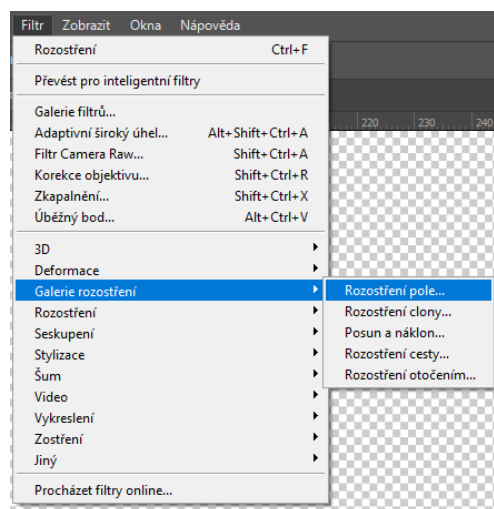 Filtr Zobrazit Okna Nápověda
Rozostření Ctrl+F
Převést pro inteligentní filtry
Galerie filtrů...
Adaptivní široký úhel... Alt+Shift+Ctrl+A
Filtr Camera Raw... Shift+Ctrl+A
Korekce objektivu... Shift+Ctrl+R
Zkapalnění... Shift+Ctrl+X
Úběžný bod... Alt+Ctrl+V
220 230 240
3D
Deformace
Galerie rozostření
Rozostření
Seskupení
Stylizace
Šum
Video
Vykreslení
Zostření
Jiný
Procházet filtry online...
Rozostření pole...
Rozostření clony...
Posun a náklon...
Rozostření cesty...
Rozostření otočením...